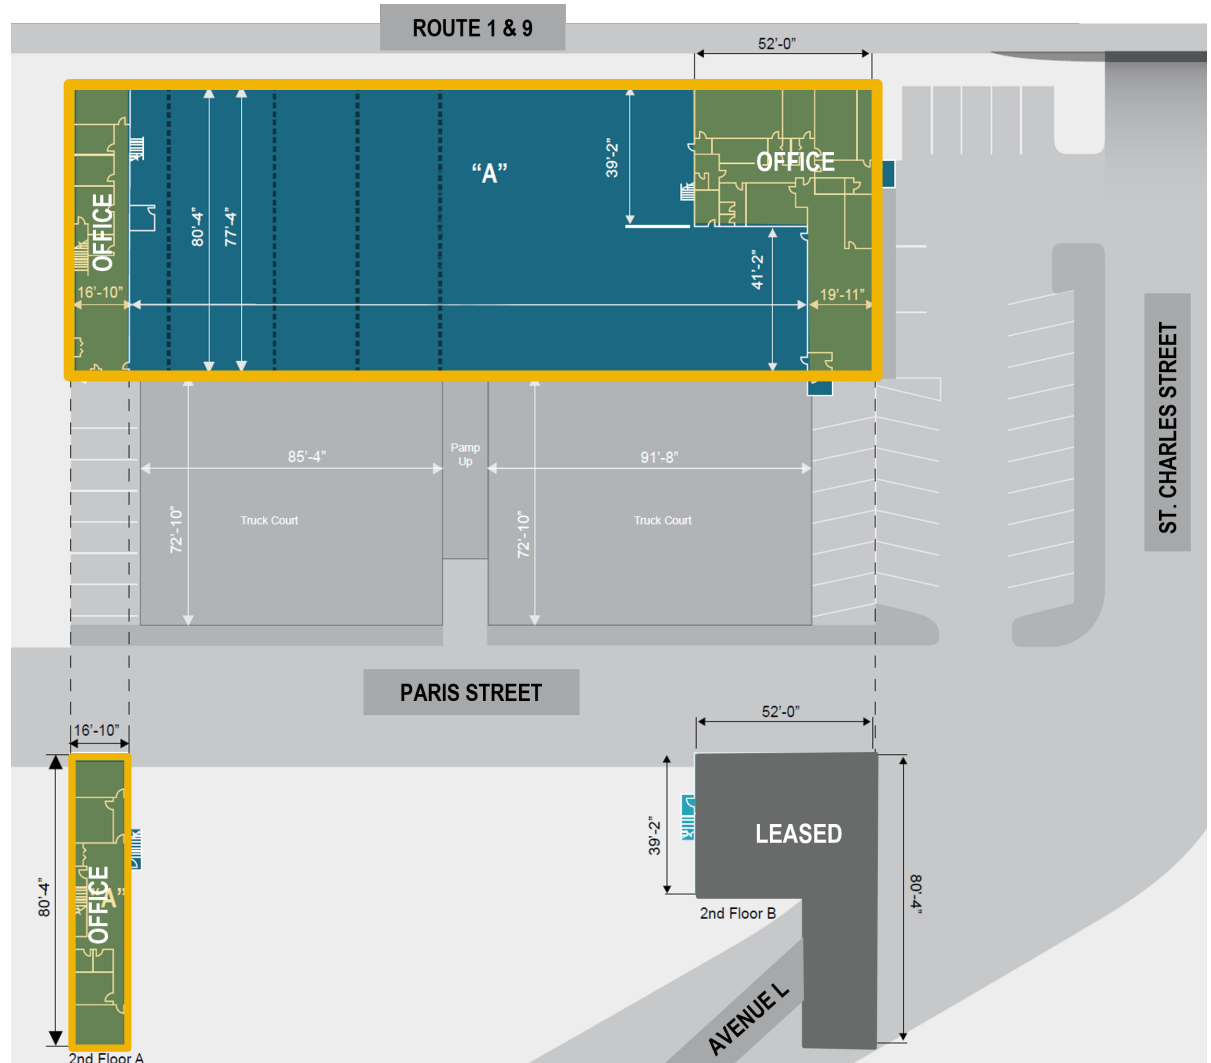 ROUTE 1 & 9
52’-0”
“A”
39’-2”
OFFICE
OFFICE
80’-4”
77’-4”
41’-2”
16’-10”
19’-11”
Pamp
Up
85’-4”
91’-8”
72’-10”
Truck Court
72’-10”
Truck Court
ST. CHARLES STREET
PARIS STREET
16’-10”
52’-0”
80’-4”
OFFICE
“A”
39’-2”
LEASED
80’-4”
2nd Floor B
AVENUE L
2nd Floor A